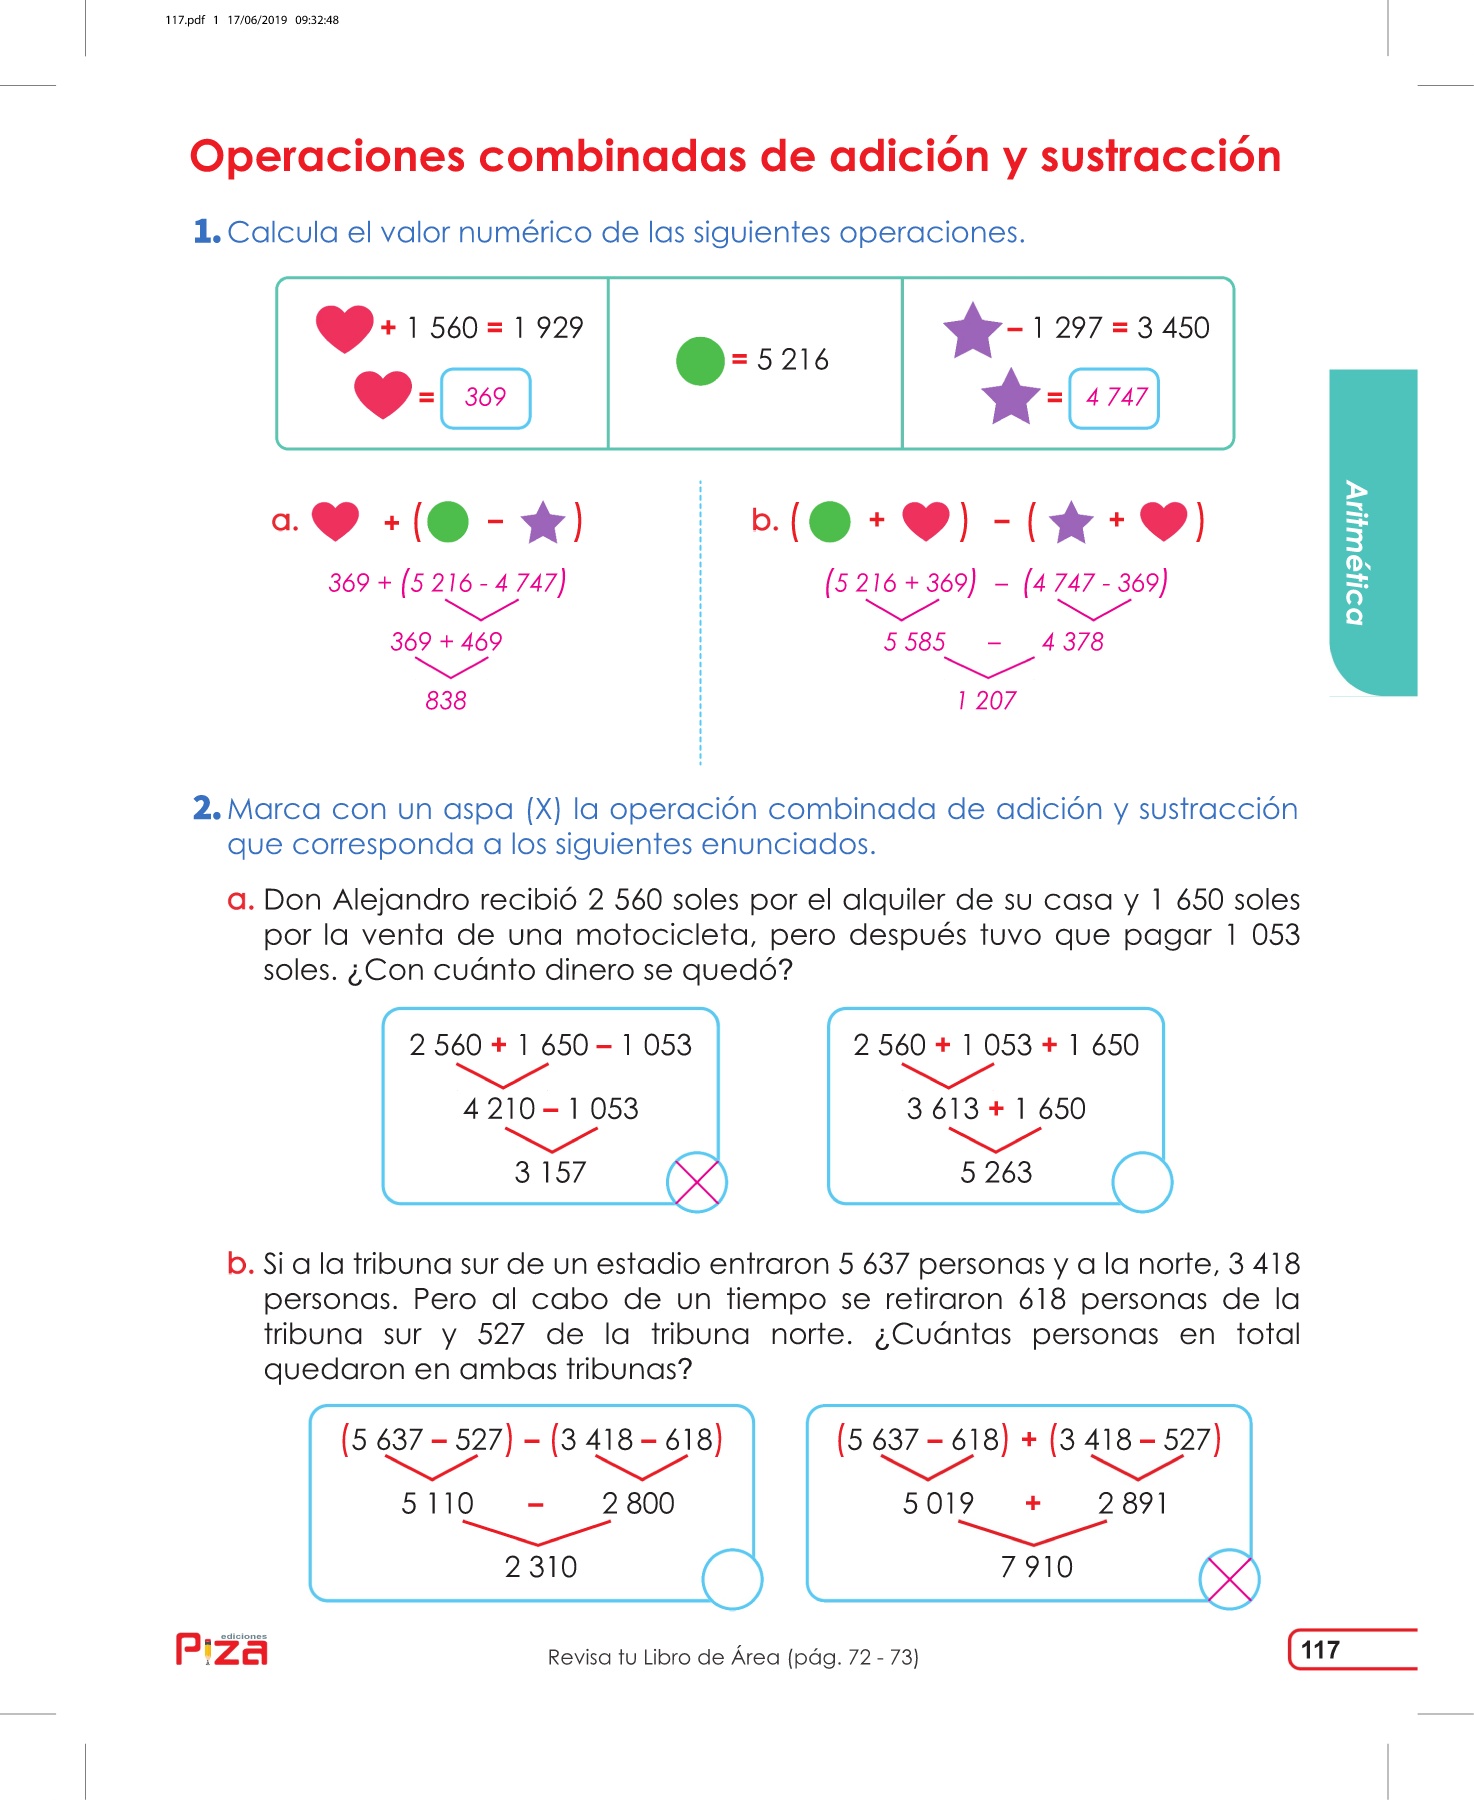 117.pdf 1 17/06/2019 09:32:48
Operaciones combinadas de adición y sustracción
1. Calcula el valor numérico de las siguientes operaciones.
+ 1 560 = 1 929
= 369
= 5 216
– 1 297 = 3 450
= 4 747
a. + ( – )
369 + (5 216 - 4 747)
369 + 469
838
b. ( + ) – ( + )
(5 216 + 369) – (4 747 - 369)
5 585 – 4 378
1 207
Aritmética
2. Marca con un aspa (X) la operación combinada de adición y sustracción
que corresponda a los siguientes enunciados.
a. Don Alejandro recibió 2 560 soles por el alquiler de su casa y 1 650 soles
por la venta de una motocicleta, pero después tuvo que pagar 1 053
soles. ¿Con cuánto dinero se quedó?
2 560 + 1 650 – 1 053
4 210 – 1 053
3 157
2 560 + 1 053 + 1 650
3 613 + 1 650
5 263
b. Si a la tribuna sur de un estadio entraron 5 637 personas y a la norte, 3 418
personas. Pero al cabo de un tiempo se retiraron 618 personas de la
tribuna sur y 527 de la tribuna norte. ¿Cuántas personas en total
quedaron en ambas tribunas?
(5 637 – 527) – (3 418 – 618)
5 110 – 2 800
2 310
(5 637 – 618) + (3 418 – 527)
5 019 + 2 891
7 910
ediciones
Piza
Revisa tu Libro de Área (pág. 72 - 73)
117